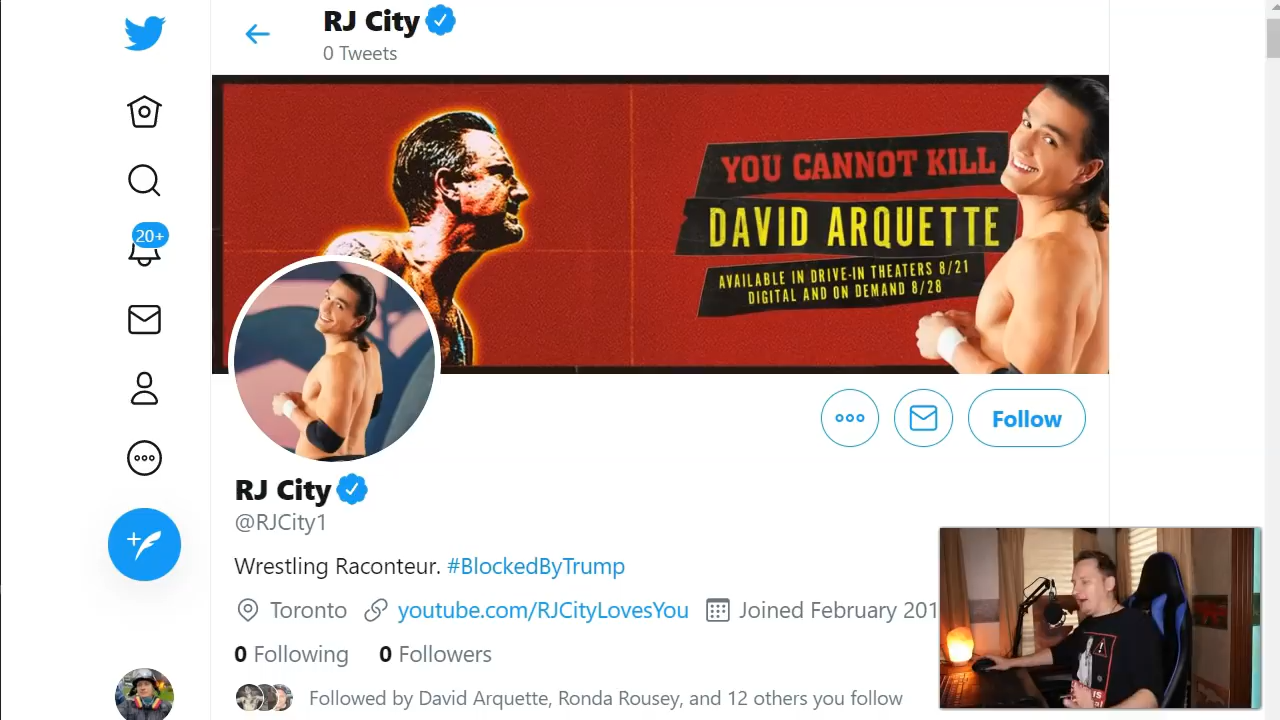 RJ City
0 Tweets
YOU CANNOT KILL
DAVID ARQUETTE
AVAILABLE IN DRIVE-IN THEATERS 8/21
DIGITAL AND ON DEMAND 8/28
20+
Follow
RJ City
@RJCity1
Wrestling Raconteur. #BlockedByTrump
Toronto youtube.com/RJCityLovesYou Joined February 201
0 Following 0 Followers
Followed by David Arquette, Ronda Rousey, and 12 others you follow